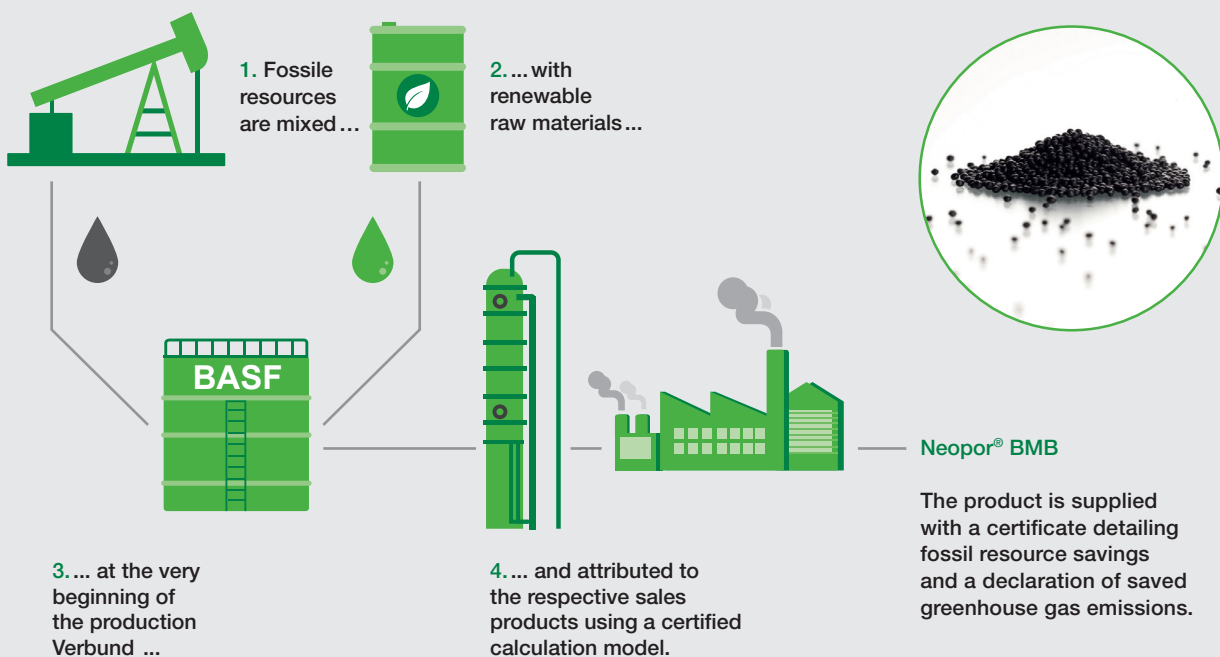 1. Fossile
resources
are mixed ...
2. ... with
renewable
raw materials ...
BASF
3. ... at the very
beginning of
the production
Verbund ...
4. ... and attributed to
the respective sales
products using a certified
calculation model.
Neopor® BMB
The product is supplied
with a certificate detailing
fossil resource savings
and a declaration of saved
greenhouse gas emissions.